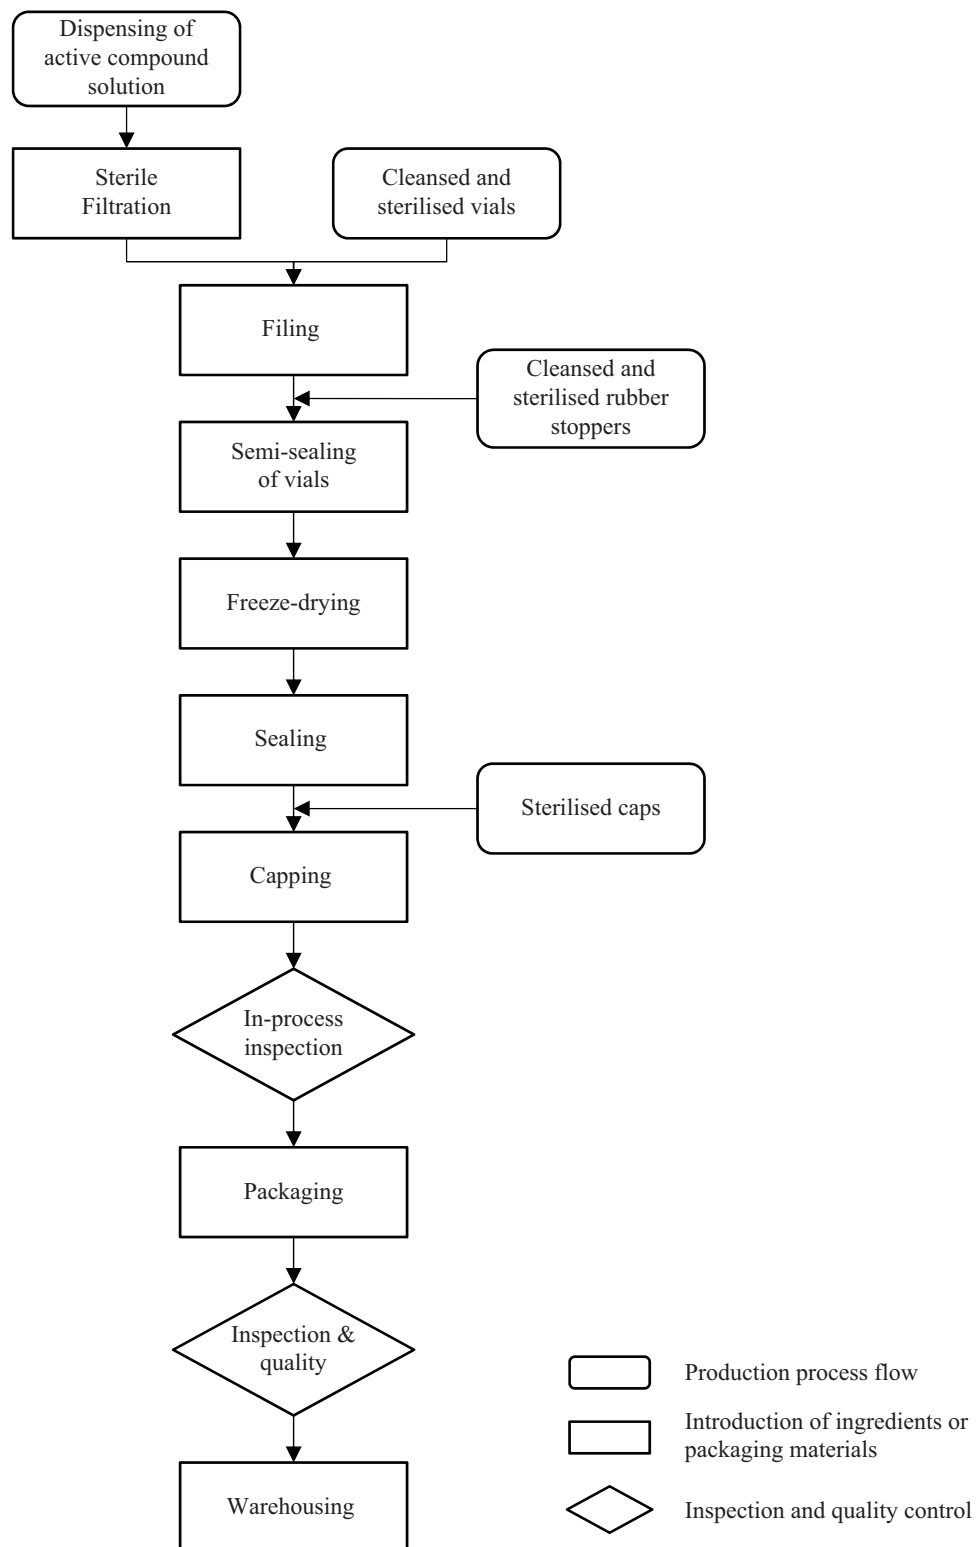 Dispensing of
active compound
solution
Sterile
Filtration
Cleansed and
sterilised vials
Filing
Cleansed and
sterilised rubber
stoppers
Semi-sealing
of vials
Freeze-drying
Sealing
Sterilised caps
Capping
In-process
inspection
Packaging
Inspection &
quality
Warehousing
Production process flow
Introduction of ingredients or
packaging materials
Inspection and quality control